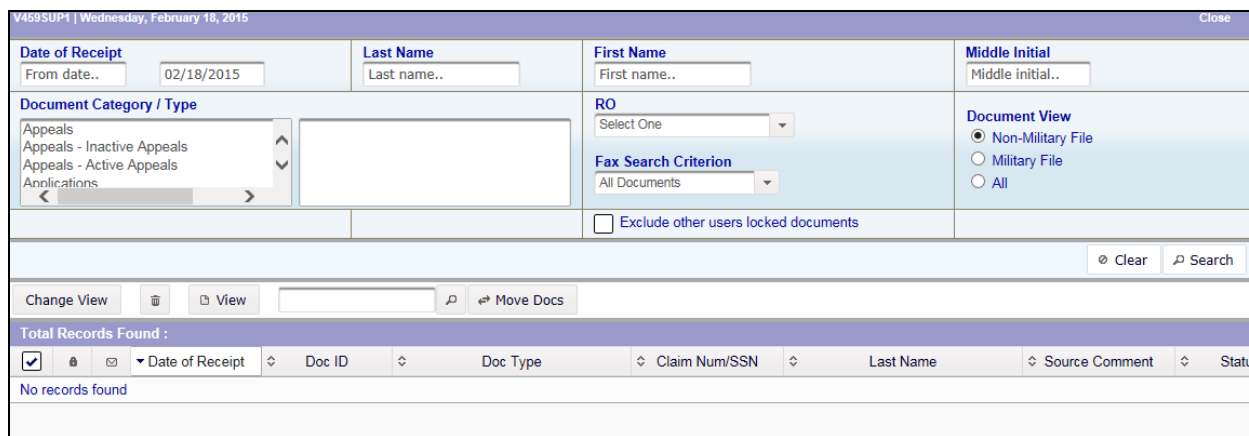 V459SUP1 | Wednesday, February 18, 2015 Close
Date of Receipt Last Name First Name Middle Initial
From date.. 02/18/2015 Last name.. First name.. Middle initial..
Document Category / Type RO Document View
Appeals Select One
Appeals - Inactive Appeals Non-Military File
Appeals - Active Appeals Fax Search Criterion Military File
Applications All Documents All
Exclude other users locked documents
Clear Search
Change View View Move Docs
Total Records Found :
Date of Receipt Doc ID Doc Type Claim Num/SSN Last Name Source Comment Statu
No records found